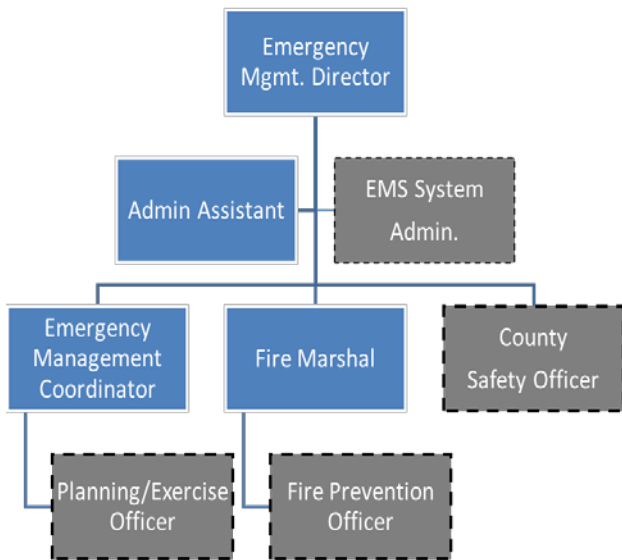 Emergency
Mgmt. Director
Admin Assistant
EMS System
Admin.
Emergency
Management
Coordinator
Fire Marshal
County
Safety Officer
Planning/Exercise
Officer
Fire Prevention
Officer